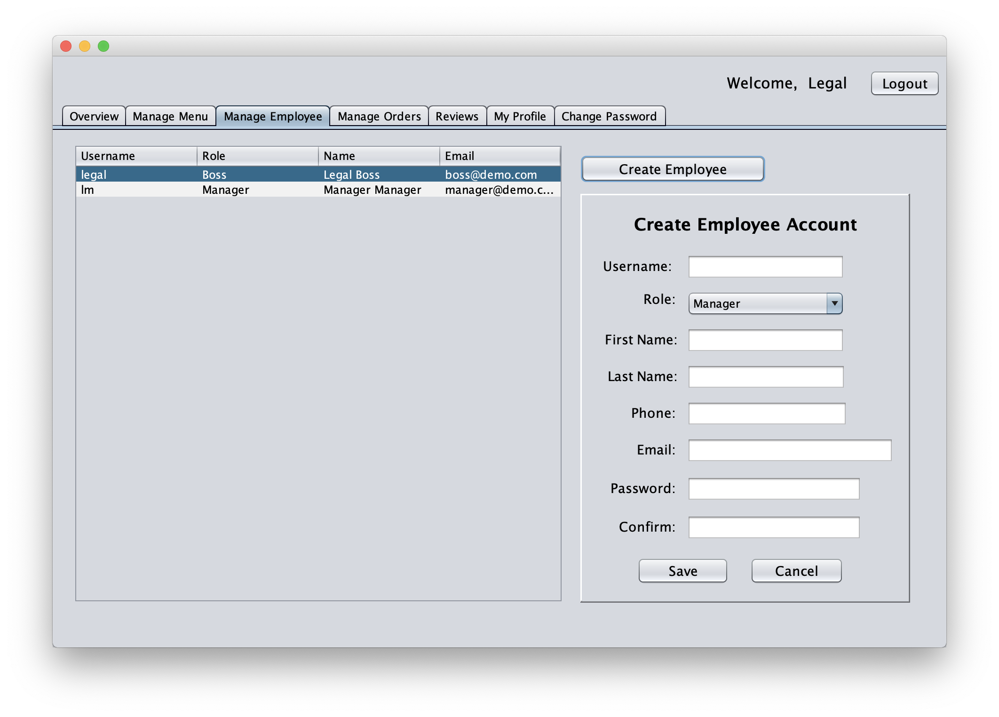 Welcome, Legal Logout
Overview Manage Menu Manage Employee Manage Orders Reviews My Profile Change Password
Username Role Name Email
legal Boss Legal Boss boss@demo.com
lm Manager Manager Manager manager@demo.c...
Create Employee
Create Employee Account
Username:
Role: Manager
First Name:
Last Name:
Phone:
Email:
Password:
Confirm:
Save Cancel